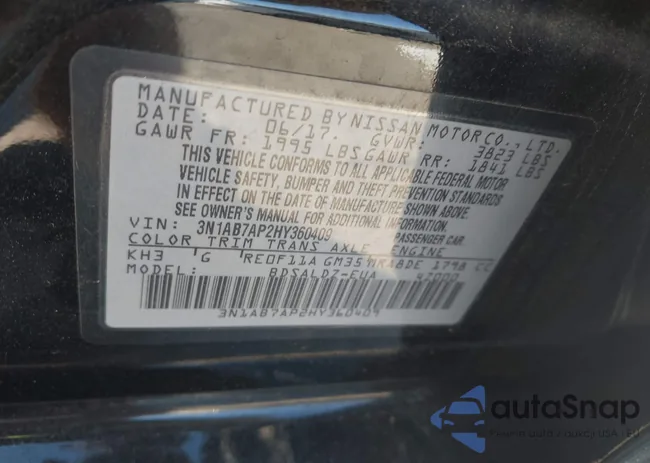 MANUFACTURED BY NISSAN MOTOR CO., LTD.
DATE: 06/17 GVWR: 3823 LBS
GAWR FR: 1995 LBS GAWR RR: 1841 LBS
THIS VEHICLE CONFORMS TO ALL APPLICABLE FEDERAL MOTOR
VEHICLE SAFETY, BUMPER AND THEFT PREVENTION STANDARDS
IN EFFECT ON THE DATE OF MANUFACTURE SHOWN ABOVE.
SEE OWNER'S MANUAL FOR ADDITIONAL INFORMATION.
VIN: 3N1AB7AP2HY360409 PASSENGER CAR
COLOR TRIM TRANS AXLE ENGINE
KH3 G RE0F11A GM35 MRA8DE 1798 CC
MODEL: BDSALDZ-EUA
3N1AB7AP2HY360409
autaSnap